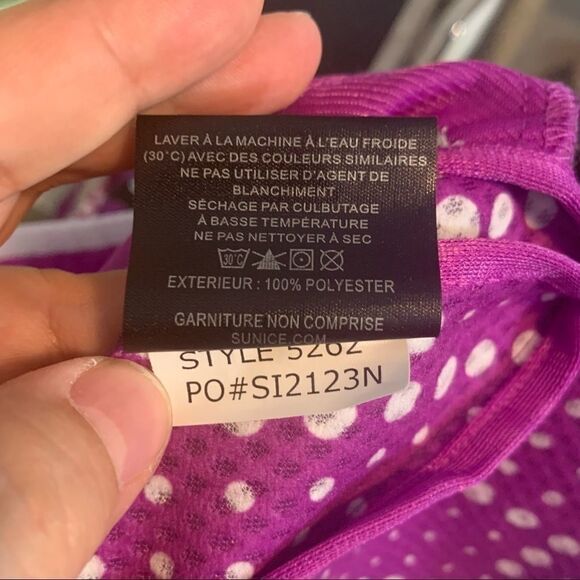 LAVER À LA MACHINE À L'EAU FROIDE
(30°C) AVEC DES COULEURS SIMILAIRES
NE PAS UTILISER D'AGENT DE
BLANCHIMENT
SÉCHAGE PAR CULBUTAGE
À BASSE TEMPÉRATURE
NE PAS NETTOYER À SEC
30°C
EXTERIEUR : 100% POLYESTER
GARNITURE NON COMPRISE
SUNICE.COM
STYLE 5262
PO#SI2123N